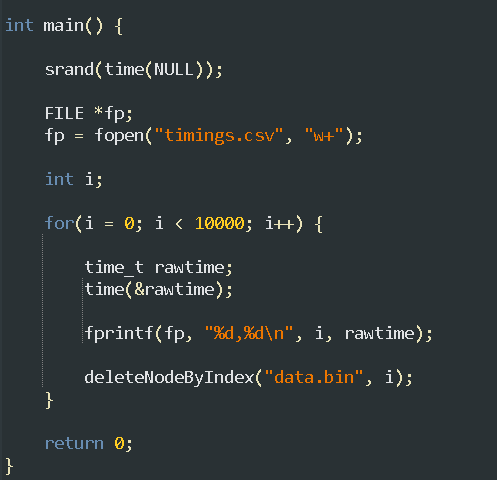 int main() {
srand(time(NULL));
FILE *fp;
fp = fopen("timings.csv", "w+");
int i;
for(i = 0; i < 10000; i++) {
time_t rawtime;
time(&rawtime);
fprintf(fp, "%d,%d\n", i, rawtime);
deleteNodeByIndex("data.bin", i);
}
return 0;
}